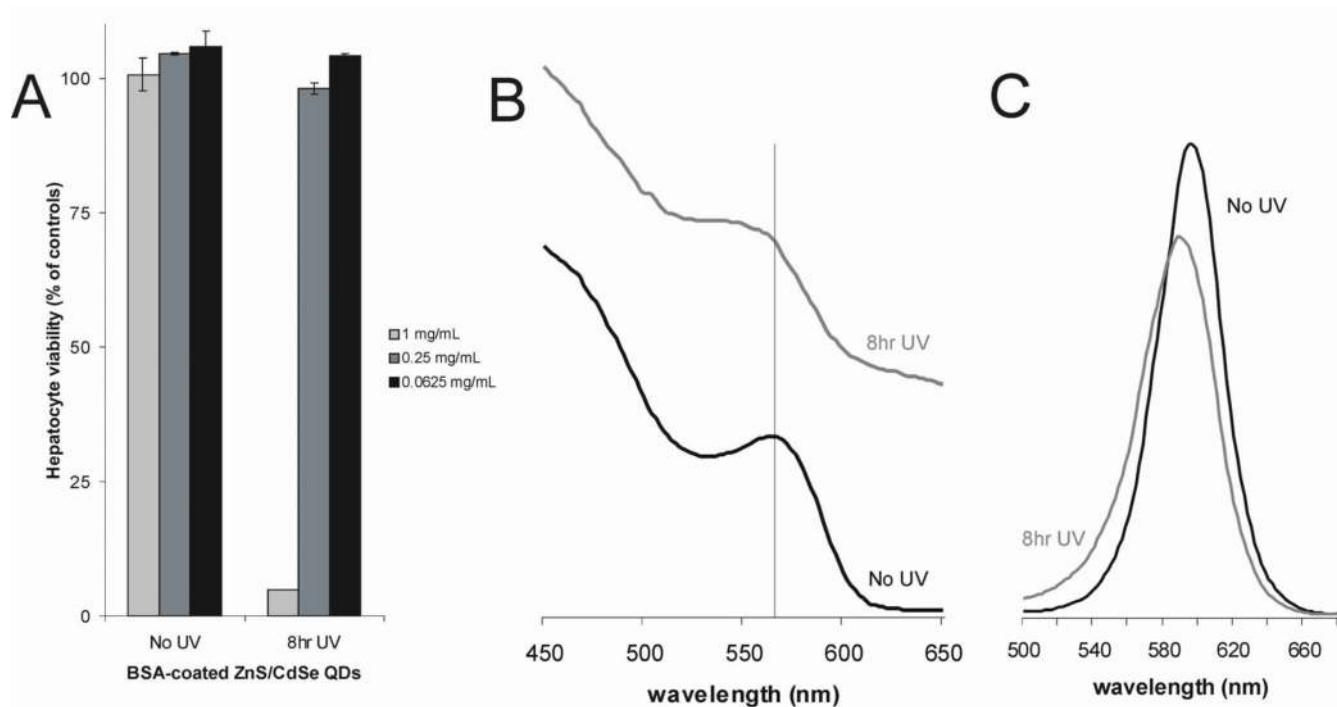 A
Hepatocyte viability (% of controls)
100
75
50
25
0
No UV
8hr UV
BSA-coated ZnS/CdSe QDs
1 mg/mL
0.25 mg/mL
0.0625 mg/mL
B
8hr UV
No UV
450
500
550
600
650
wavelength (nm)
C
No UV
8hr UV
500
540
580
620
660
wavelength (nm)